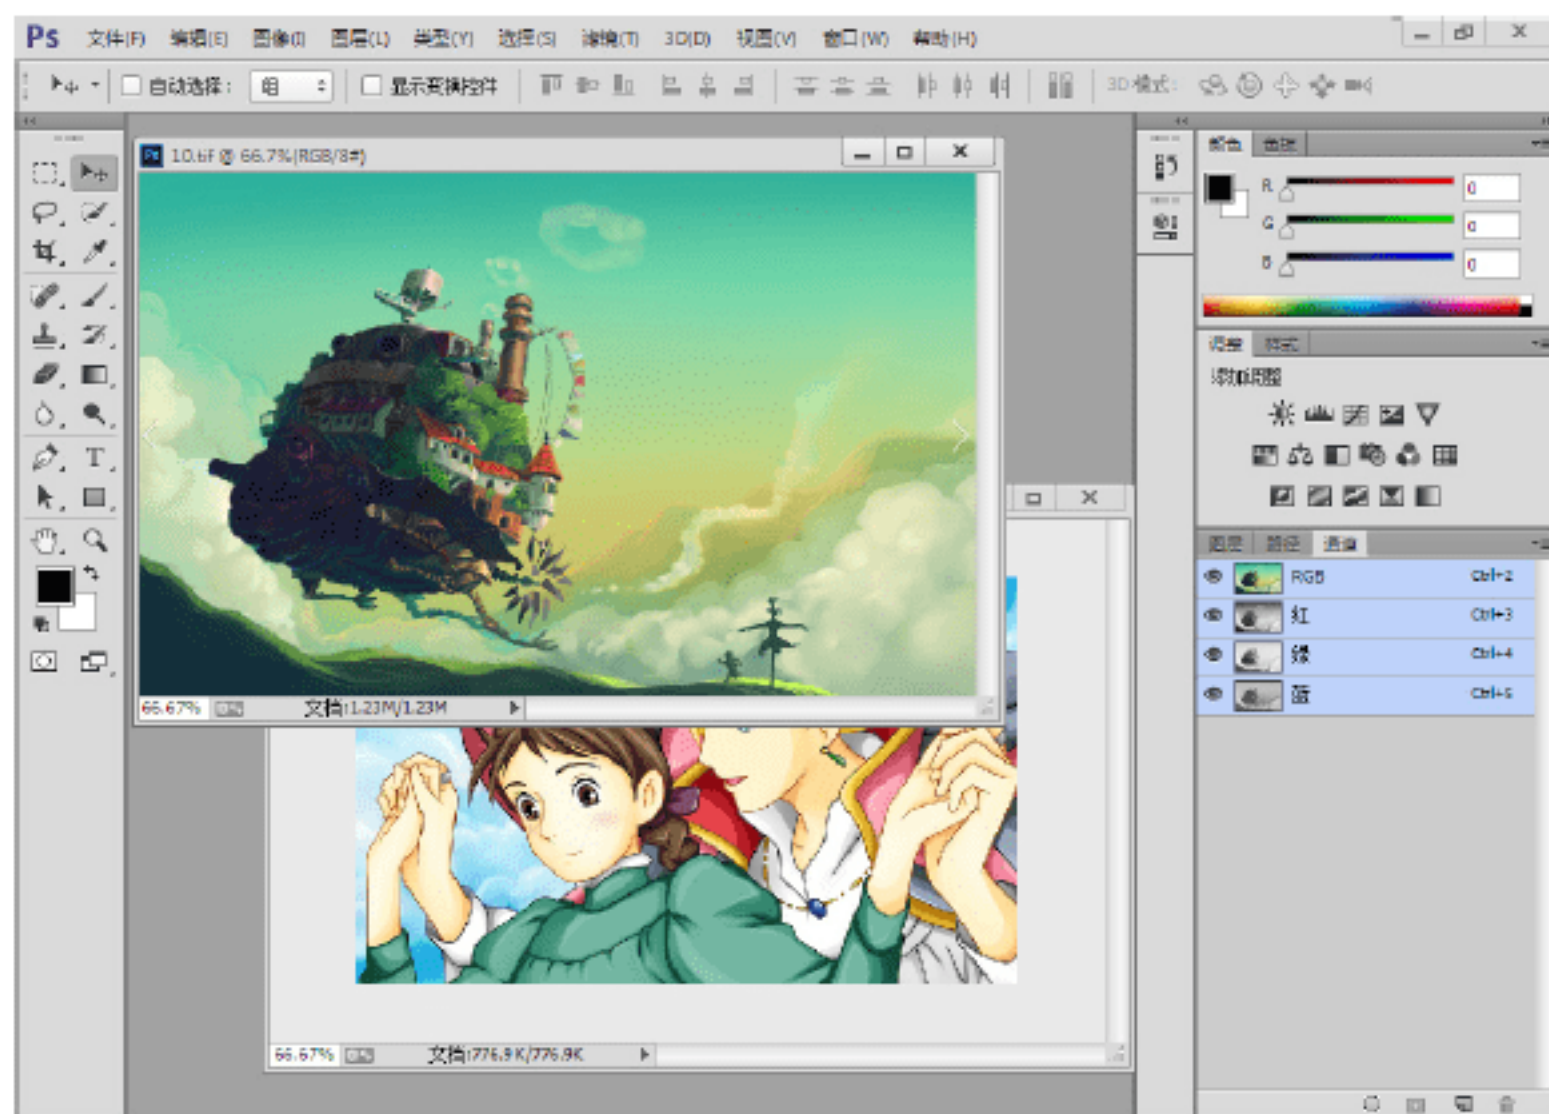 Ps 文件(F) 编辑(E) 图像(I) 图层(L) 类型(Y) 选择(S) 滤镜(T) 3D(D) 视图(V) 窗口(W) 帮助(H)
自动选择： 组 显示变换控件 3D 模式：
10.tif @ 66.7%(RGB/8#)
颜色 色板
R 0
G 0
B 0
调整 样式
添加调整
图层 路径 通道
RGB Ctrl+2
红 Ctrl+3
绿 Ctrl+4
蓝 Ctrl+5
66.67% 文档:1.23M/1.23M
66.67% 文档:776.9K/776.9K